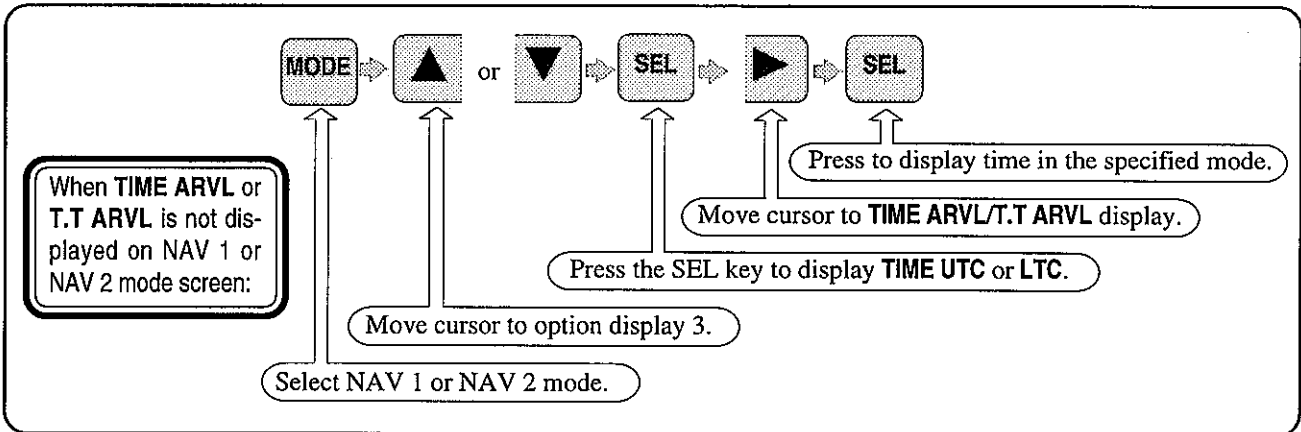 MODE
or
SEL
SEL
When TIME ARVL or
T.T ARVL is not dis-
played on NAV 1 or
NAV 2 mode screen:
Press to display time in the specified mode.
Move cursor to TIME ARVL/T.T ARVL display.
Press the SEL key to display TIME UTC or LTC.
Move cursor to option display 3.
Select NAV 1 or NAV 2 mode.